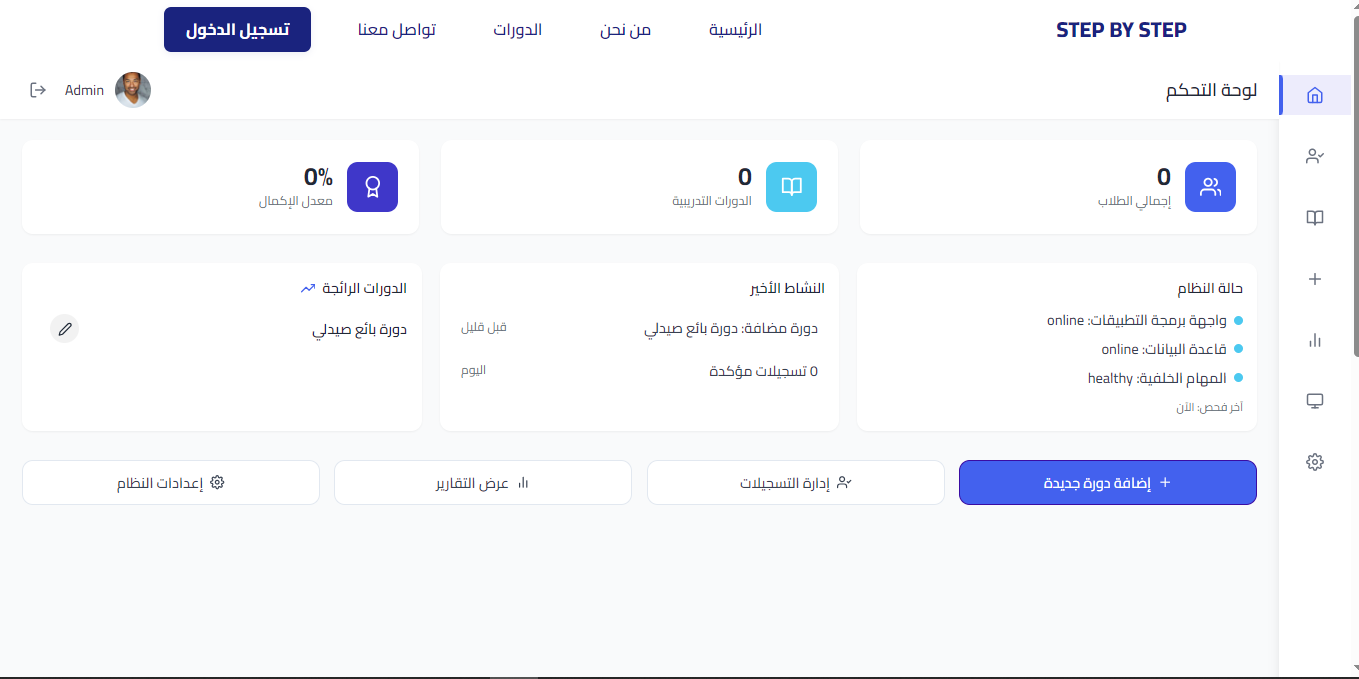 STEP BY STEP
الرئيسية
من نحن
الدورات
تواصل معنا
تسجيل الدخول
لوحة التحكم
Admin
0
إجمالي الطلاب
0
الدورات التدريبية
0%
معدل الإكمال
حالة النظام
واجهة برمجة التطبيقات: online
قاعدة البيانات: online
المهام الخلفية: healthy
آخر فحص: الآن
النشاط الأخير
دورة مضافة: دورة بائع صيدلي
قبل قليل
0 تسجيلات مؤكدة
اليوم
الدورات الرائجة
دورة بائع صيدلي
إضافة دورة جديدة
إدارة التسجيلات
عرض التقارير
إعدادات النظام